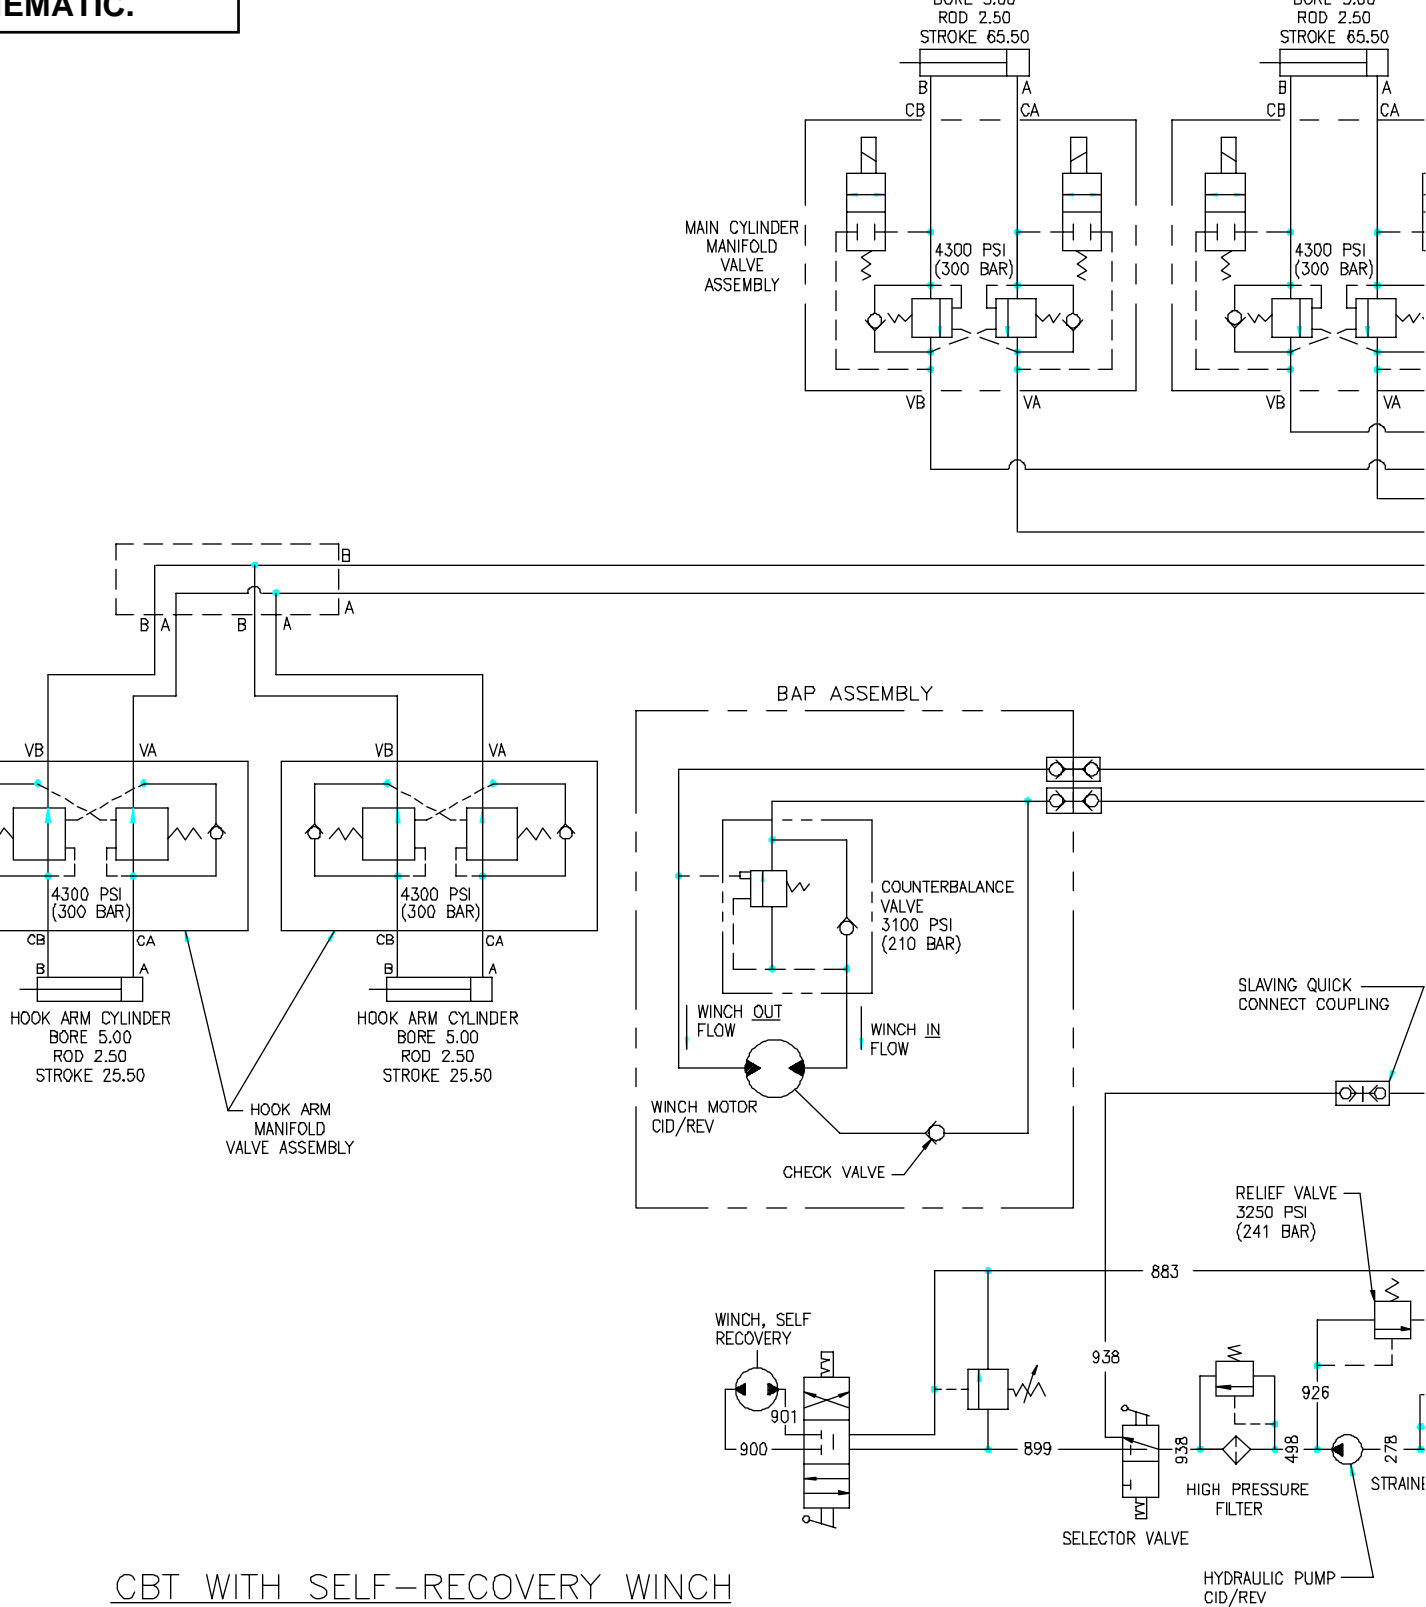 HEMATIC.
ROD 2.50
STROKE 65.50
ROD 2.50
STROKE 65.50
B
A
CB
CA
B
A
CB
CA
MAIN CYLINDER
MANIFOLD
VALVE
ASSEMBLY
4300 PSI
(300 BAR)
4300 PSI
(300 BAR)
VB
VA
VB
VA
B
A
B
A
B
A
VB
VA
VB
VA
4300 PSI
(300 BAR)
4300 PSI
(300 BAR)
CB
CA
CB
CA
B
A
B
A
HOOK ARM CYLINDER
BORE 5.00
ROD 2.50
STROKE 25.50
HOOK ARM CYLINDER
BORE 5.00
ROD 2.50
STROKE 25.50
HOOK ARM
MANIFOLD
VALVE ASSEMBLY
BAP ASSEMBLY
COUNTERBALANCE
VALVE
3100 PSI
(210 BAR)
WINCH OUT
FLOW
WINCH IN
FLOW
WINCH MOTOR
CID/REV
CHECK VALVE
SLAVING QUICK
CONNECT COUPLING
RELIEF VALVE
3250 PSI
(241 BAR)
883
WINCH, SELF
RECOVERY
901
900
899
938
938
926
498
278
HIGH PRESSURE
FILTER
STRAINE
SELECTOR VALVE
HYDRAULIC PUMP
CID/REV
CBT WITH SELF-RECOVERY WINCH